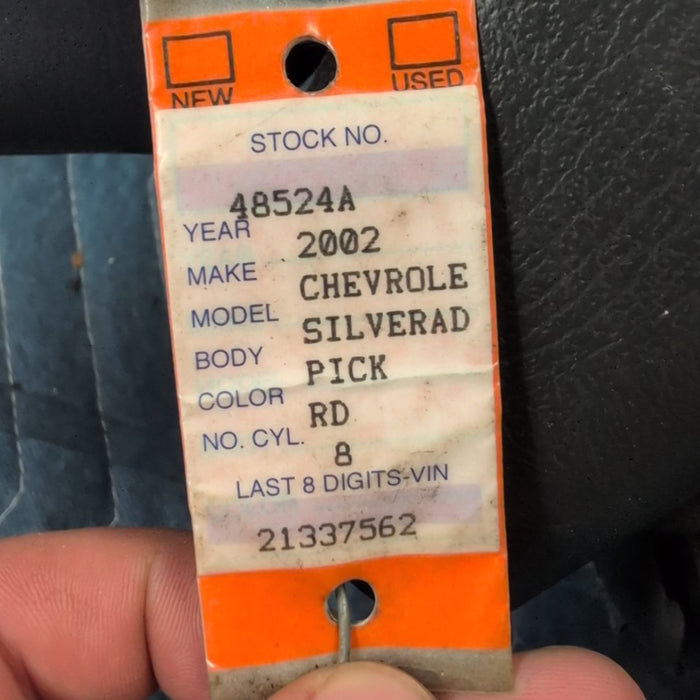 NEW USED
STOCK NO.
48524A
YEAR 2002
MAKE CHEVROLE
MODEL SILVERAD
BODY PICK
COLOR RD
NO. CYL. 8
LAST 8 DIGITS-VIN
21337562